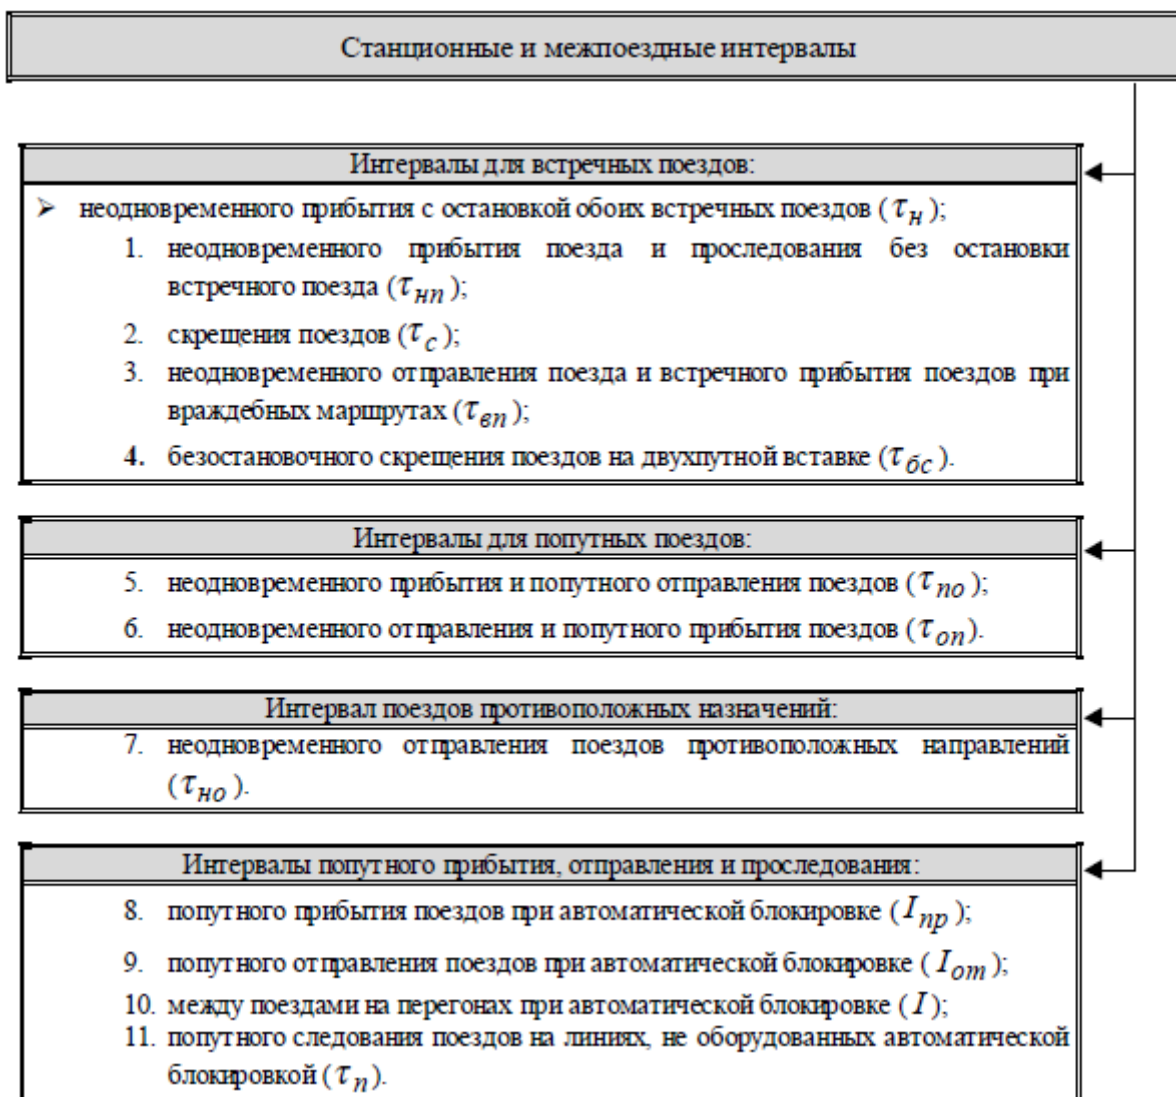 Станционные и межпоездные интервалы
Интервалы для встречных поездов:
➢ неодновременного прибытия с остановкой обоих встречных поездов (τн);
1. неодновременного прибытия поезда и проследования без остановки
встречного поезда (τнп);
2. скрещения поездов (τс);
3. неодновременного отправления поезда и встречного прибытия поездов при
враждебных маршрутах (τвп);
4. безостановочного скрещения поездов на двухпутной вставке (τбс).
Интервалы для попутных поездов:
5. неодновременного прибытия и попутного отправления поездов (τпо);
6. неодновременного отправления и попутного прибытия поездов (τоп).
Интервал поездов противоположных назначений:
7. неодновременного отправления поездов противоположных направлений
(τно).
Интервалы попутного прибытия, отправления и проследования:
8. попутного прибытия поездов при автоматической блокировке (Iпр);
9. попутного отправления поездов при автоматической блокировке (Iот);
10. между поездами на перегонах при автоматической блокировке (I);
11. попутного следования поездов на линиях, не оборудованных автоматической
блокировкой (τп).